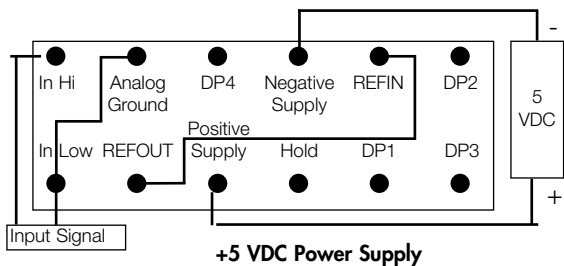 -
In Hi Analog Ground DP4 Negative Supply REFIN DP2
5 VDC
In Low REFOUT Positive Supply Hold DP1 DP3
+
Input Signal
+5 VDC Power Supply